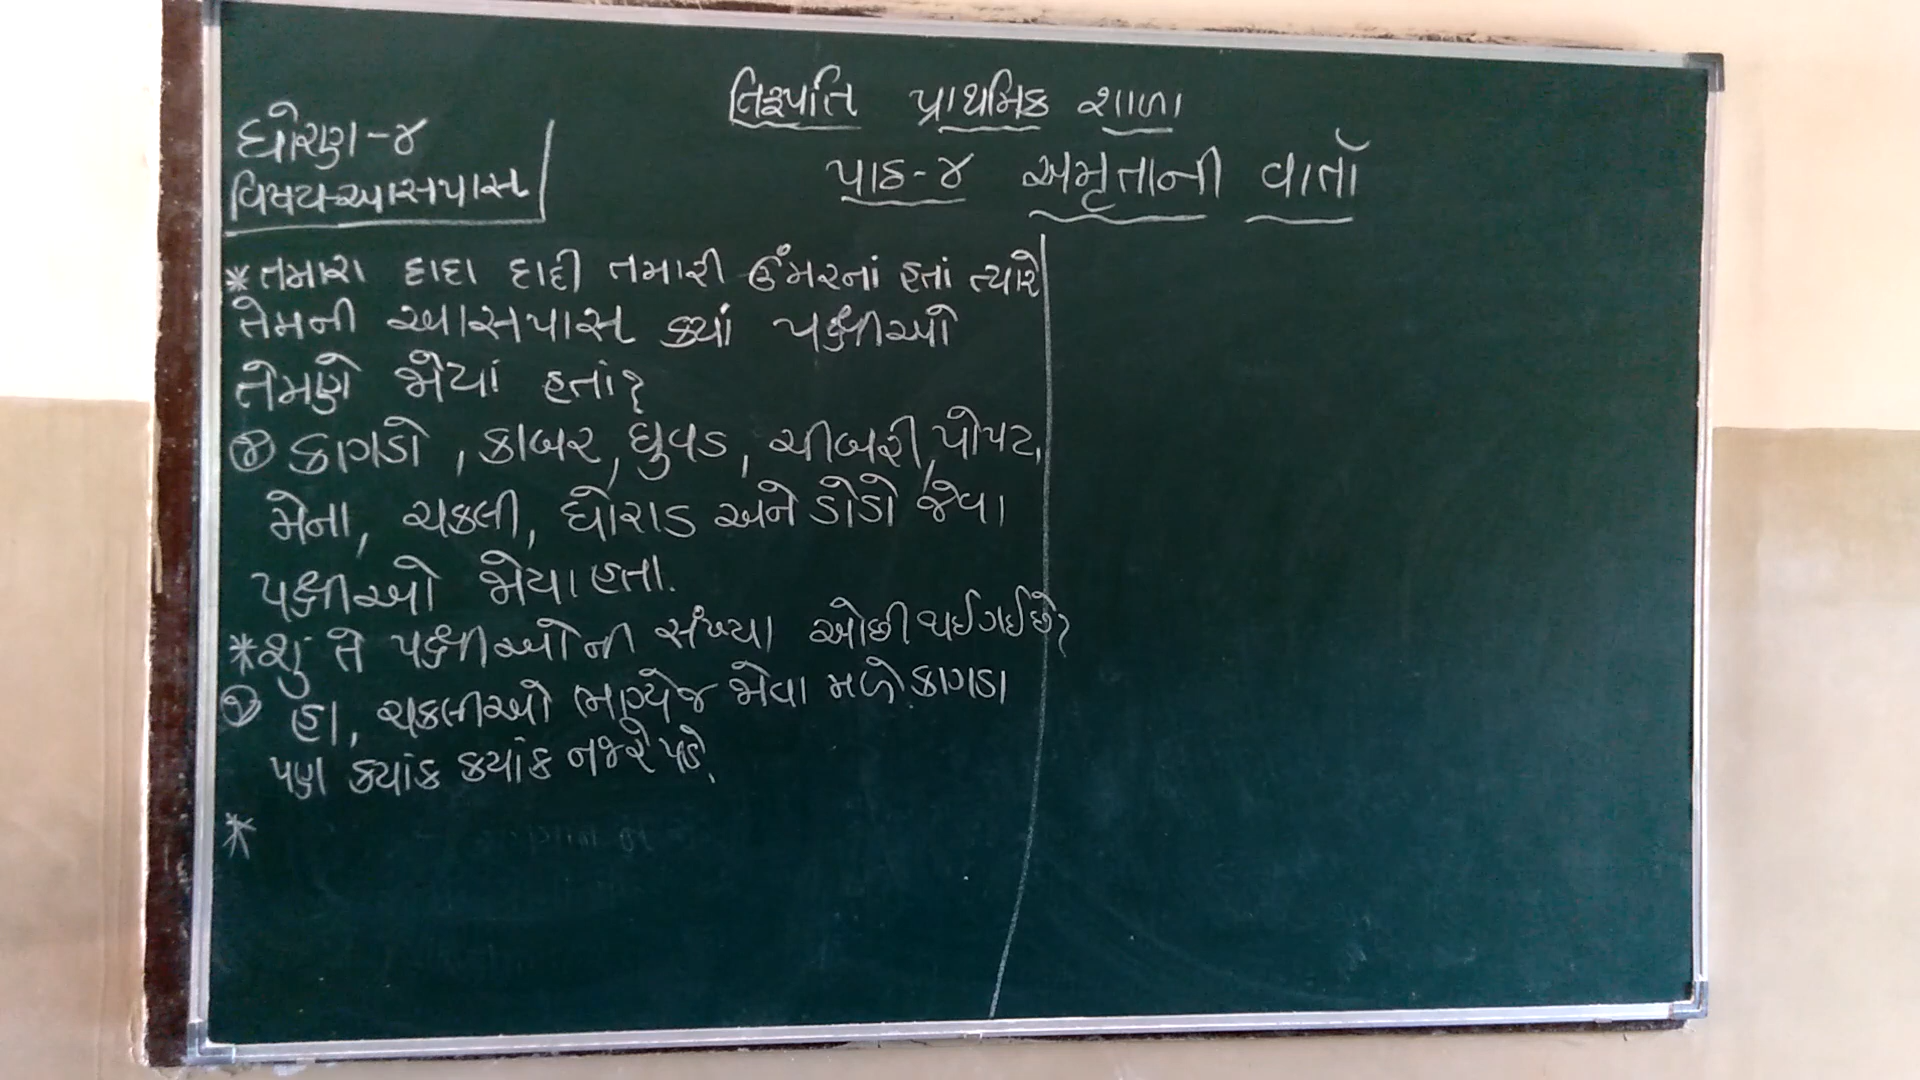 તિરૂપતિ પ્રાથમિક શાળા
ધોરણ-૪
વિષય-આસપાસ
પાઠ-૪ અમૃતાની વાર્તા
* તમારા દાદા દાદી તમારી ઉંમરનાં હતાં ત્યારે
તેમની આસપાસ ક્યાં પક્ષીઓ
તેમણે જોયાં હતાં?
કાગડો, કાબર, ઘુવડ, ચીબરી, પોપટ,
મેના, ચકલી, ઘોરાડ અને ડોડો જેવા
પક્ષીઓ જોયા હતા.
* શું તે પક્ષીઓની સંખ્યા ઓછી થઈ ગઈ છે?
હા, ચકલીઓ ભાગ્યેજ જોવા મળે. કાગડા
પણ ક્યાંક ક્યાંક નજરે પડે.
*